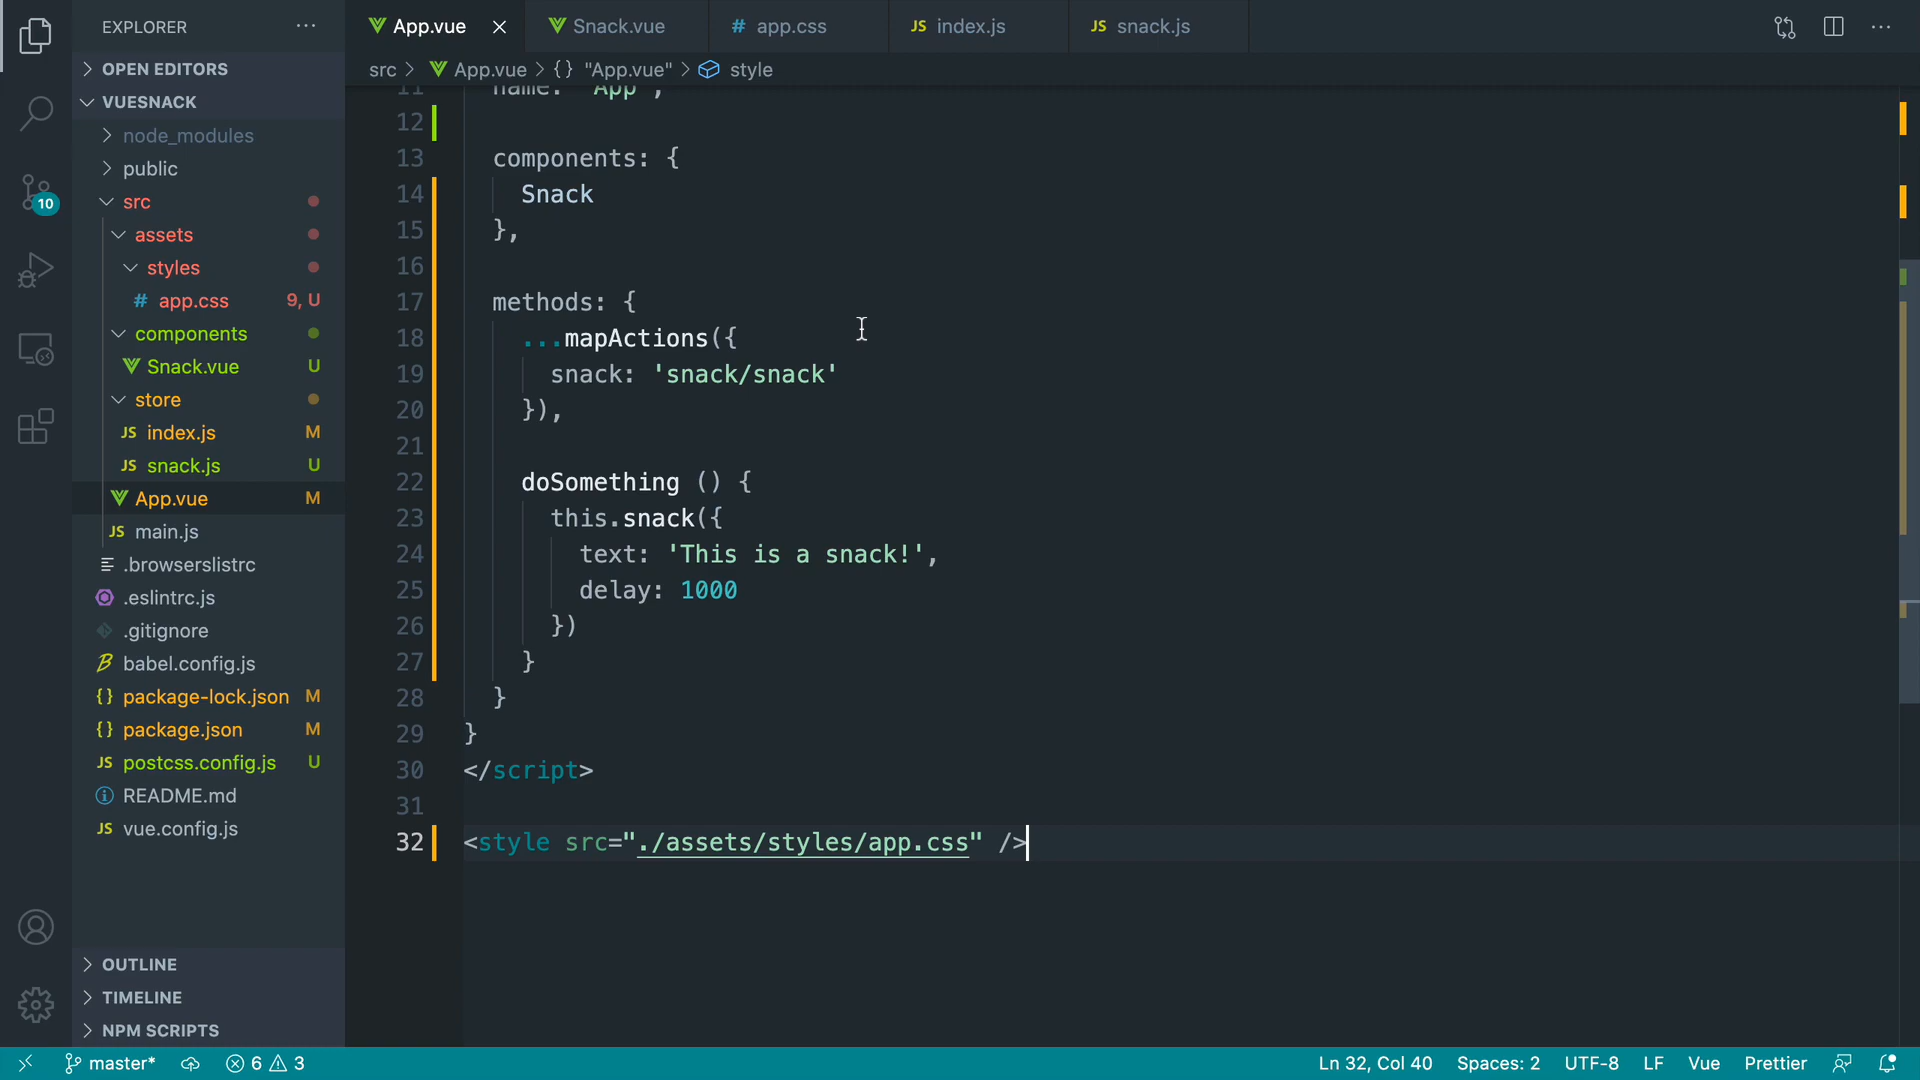 EXPLORER
OPEN EDITORS
VUESNACK
node_modules
public
src
assets
styles
# app.css 9, U
components
Snack.vue U
store
JS index.js M
JS snack.js U
App.vue M
JS main.js
.browserslistrc
.eslintrc.js
.gitignore
babel.config.js
{} package-lock.json M
{} package.json M
JS postcss.config.js U
README.md
JS vue.config.js
OUTLINE
TIMELINE
NPM SCRIPTS
10
App.vue
Snack.vue
# app.css
JS index.js
JS snack.js
src > App.vue > {} "App.vue" > style
11 name: 'App',
12
13 components: {
14 Snack
15 },
16
17 methods: {
18 ...mapActions({
19 snack: 'snack/snack'
20 }),
21
22 doSomething () {
23 this.snack({
24 text: 'This is a snack!',
25 delay: 1000
26 })
27 }
28 }
29 }
30 </script>
31
32 <style src="./assets/styles/app.css" />
master* 6 3
Ln 32, Col 40 Spaces: 2 UTF-8 LF Vue Prettier